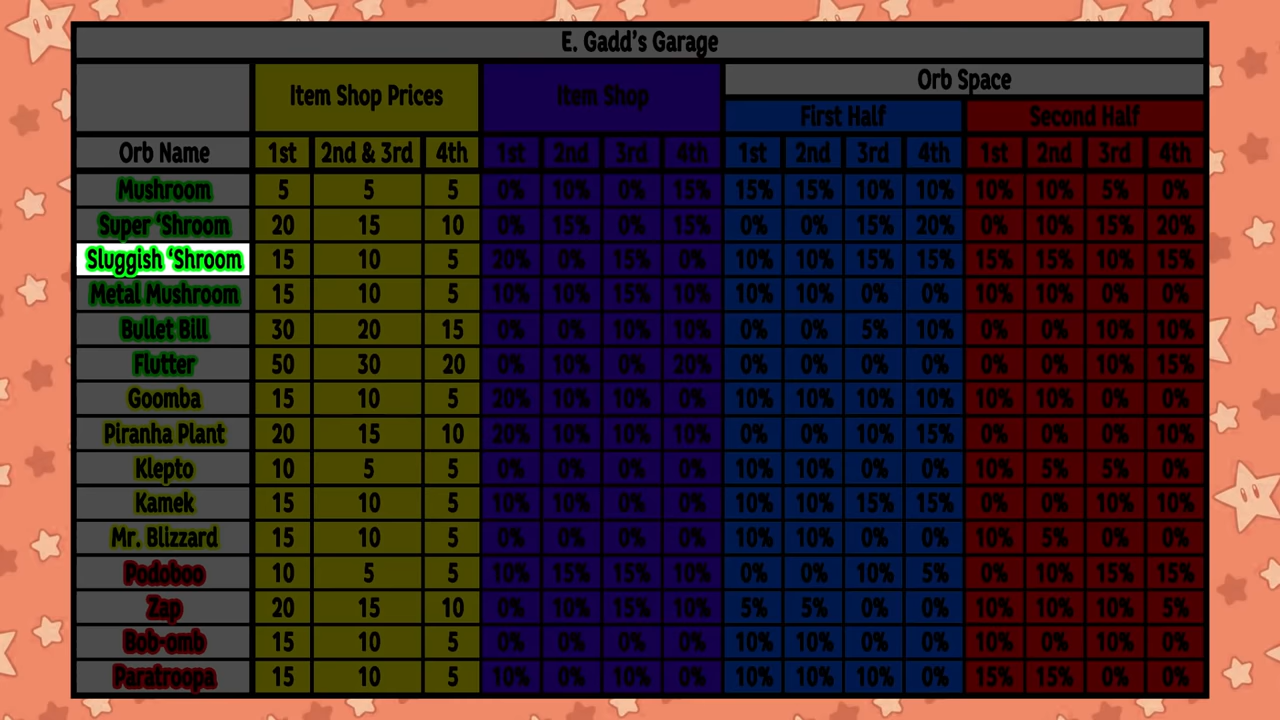 E. Gadd's Garage
Item Shop Prices Item Shop Orb Space
First Half Second Half
Orb Name 1st 2nd & 3rd 4th 1st 2nd 3rd 4th 1st 2nd 3rd 4th 1st 2nd 3rd 4th
Mushroom 5 5 5 0% 10% 0% 15% 15% 15% 10% 10% 10% 10% 5% 0%
Super ‘Shroom 20 15 10 0% 15% 0% 15% 0% 0% 15% 20% 0% 10% 15% 20%
Sluggish ‘Shroom 15 10 5 20% 0% 15% 0% 10% 10% 15% 15% 15% 15% 10% 15%
Metal Mushroom 15 10 5 10% 10% 15% 10% 10% 10% 0% 0% 10% 10% 0% 0%
Bullet Bill 30 20 15 0% 0% 10% 10% 0% 0% 5% 10% 0% 0% 10% 10%
Flutter 50 30 20 0% 10% 0% 20% 0% 0% 0% 0% 0% 0% 10% 15%
Goomba 15 10 5 20% 10% 10% 0% 10% 10% 10% 10% 10% 10% 0% 0%
Piranha Plant 20 15 10 20% 10% 10% 10% 0% 0% 10% 15% 0% 0% 0% 10%
Klepto 10 5 5 0% 0% 0% 0% 10% 10% 0% 0% 10% 5% 5% 0%
Kamek 15 10 5 10% 10% 0% 0% 10% 10% 15% 15% 0% 0% 10% 10%
Mr. Blizzard 15 10 5 0% 0% 0% 0% 10% 10% 0% 0% 10% 5% 0% 0%
Podoboo 10 5 5 10% 15% 15% 10% 0% 0% 10% 5% 0% 10% 15% 15%
Zap 20 15 10 0% 10% 15% 10% 5% 5% 0% 0% 10% 10% 10% 5%
Bob-omb 15 10 5 0% 0% 0% 0% 10% 10% 0% 0% 10% 0% 10% 0%
Paratroopa 15 10 5 10% 0% 10% 0% 10% 10% 10% 0% 15% 15% 0% 0%